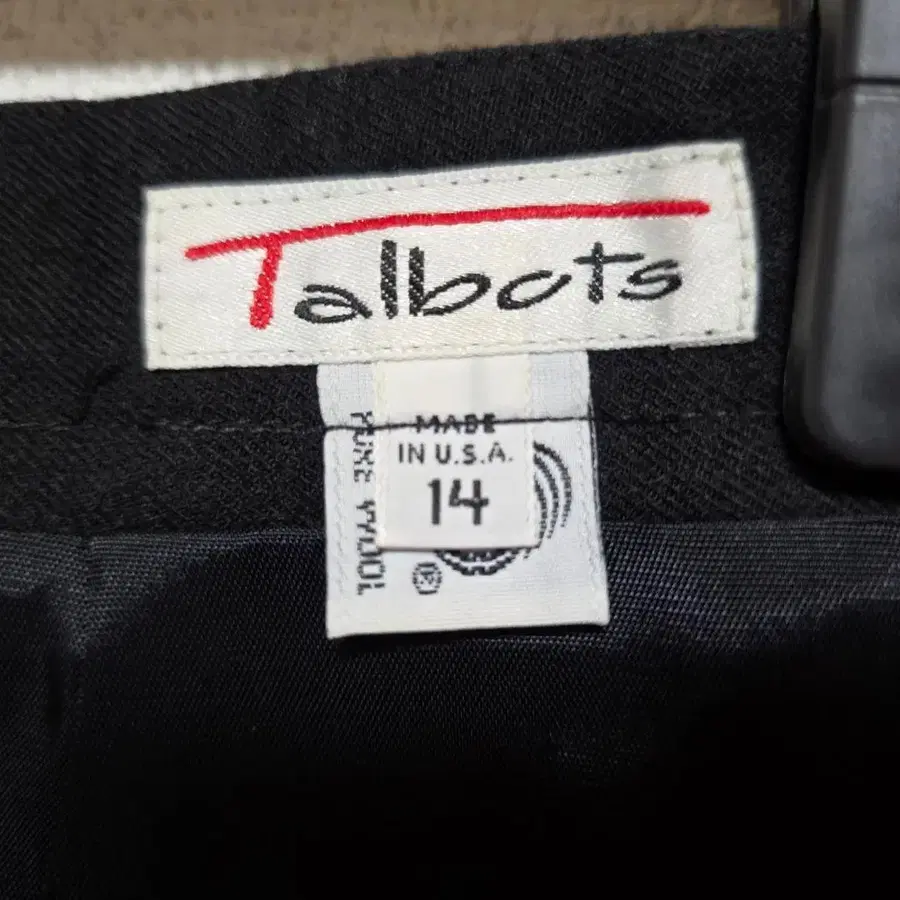 Talbots
MADE
IN U.S.A.
14
PURE WOOL
®